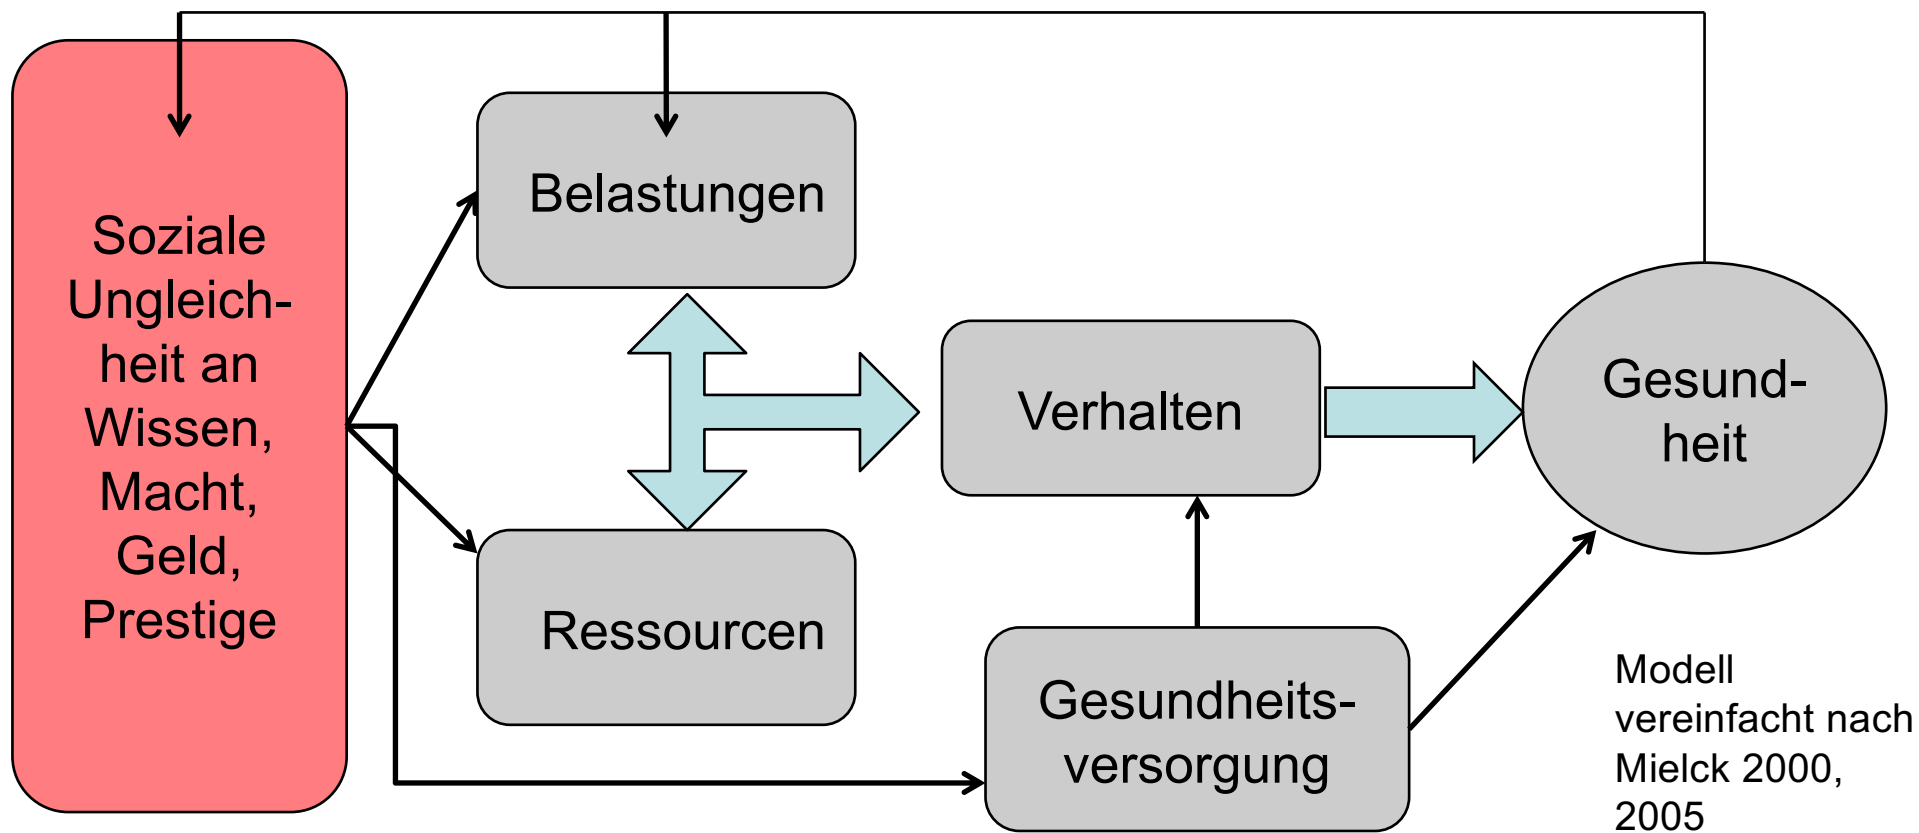 Soziale
Ungleich-
heit an
Wissen,
Macht,
Geld,
Prestige
Belastungen
Ressourcen
Verhalten
Gesundheits-
versorgung
Gesund-
heit
Modell
vereinfacht nach
Mielck 2000,
2005